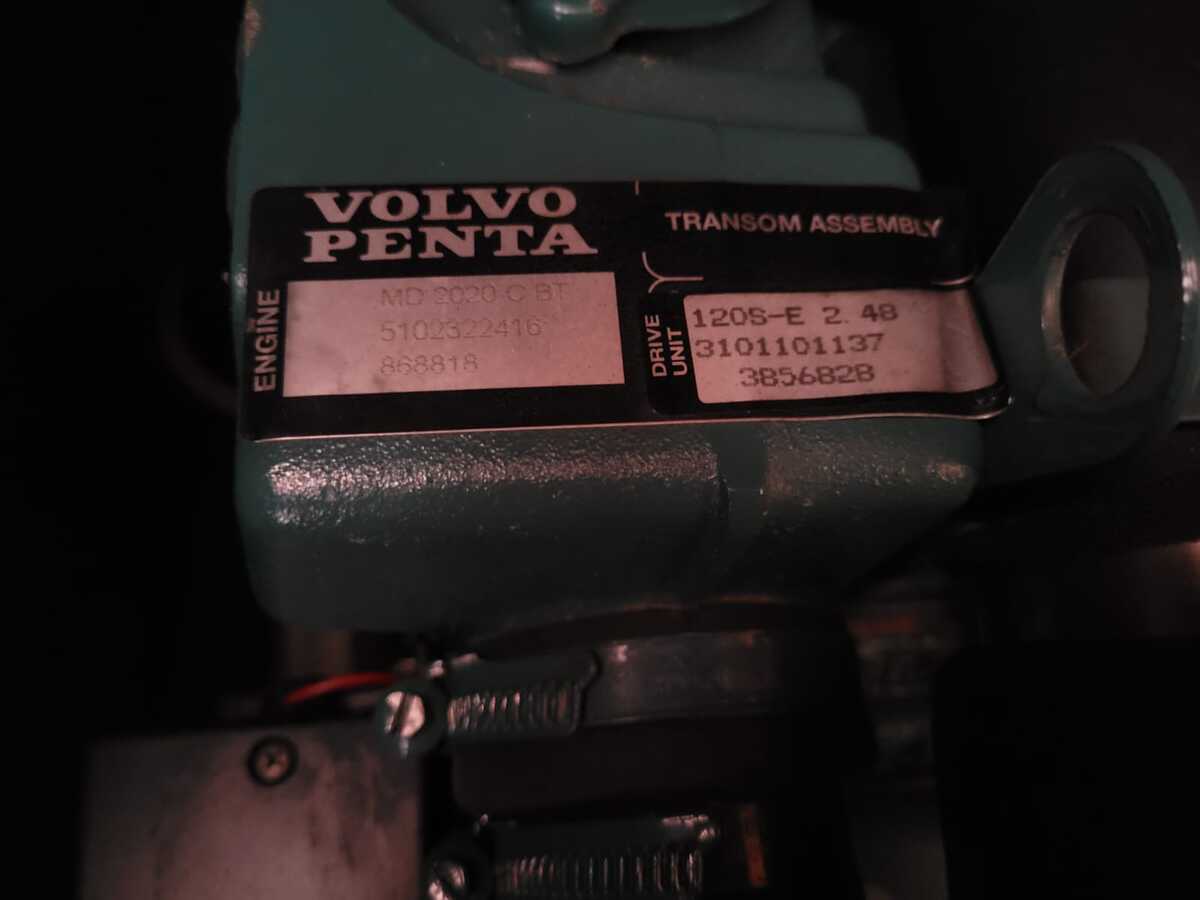 VOLVO
PENTA
ENGINE
MD 2020-C BT
5102322416
868818
TRANSOM ASSEMBLY
DRIVE
UNIT
120S-E 2.48
3101101137
3856828